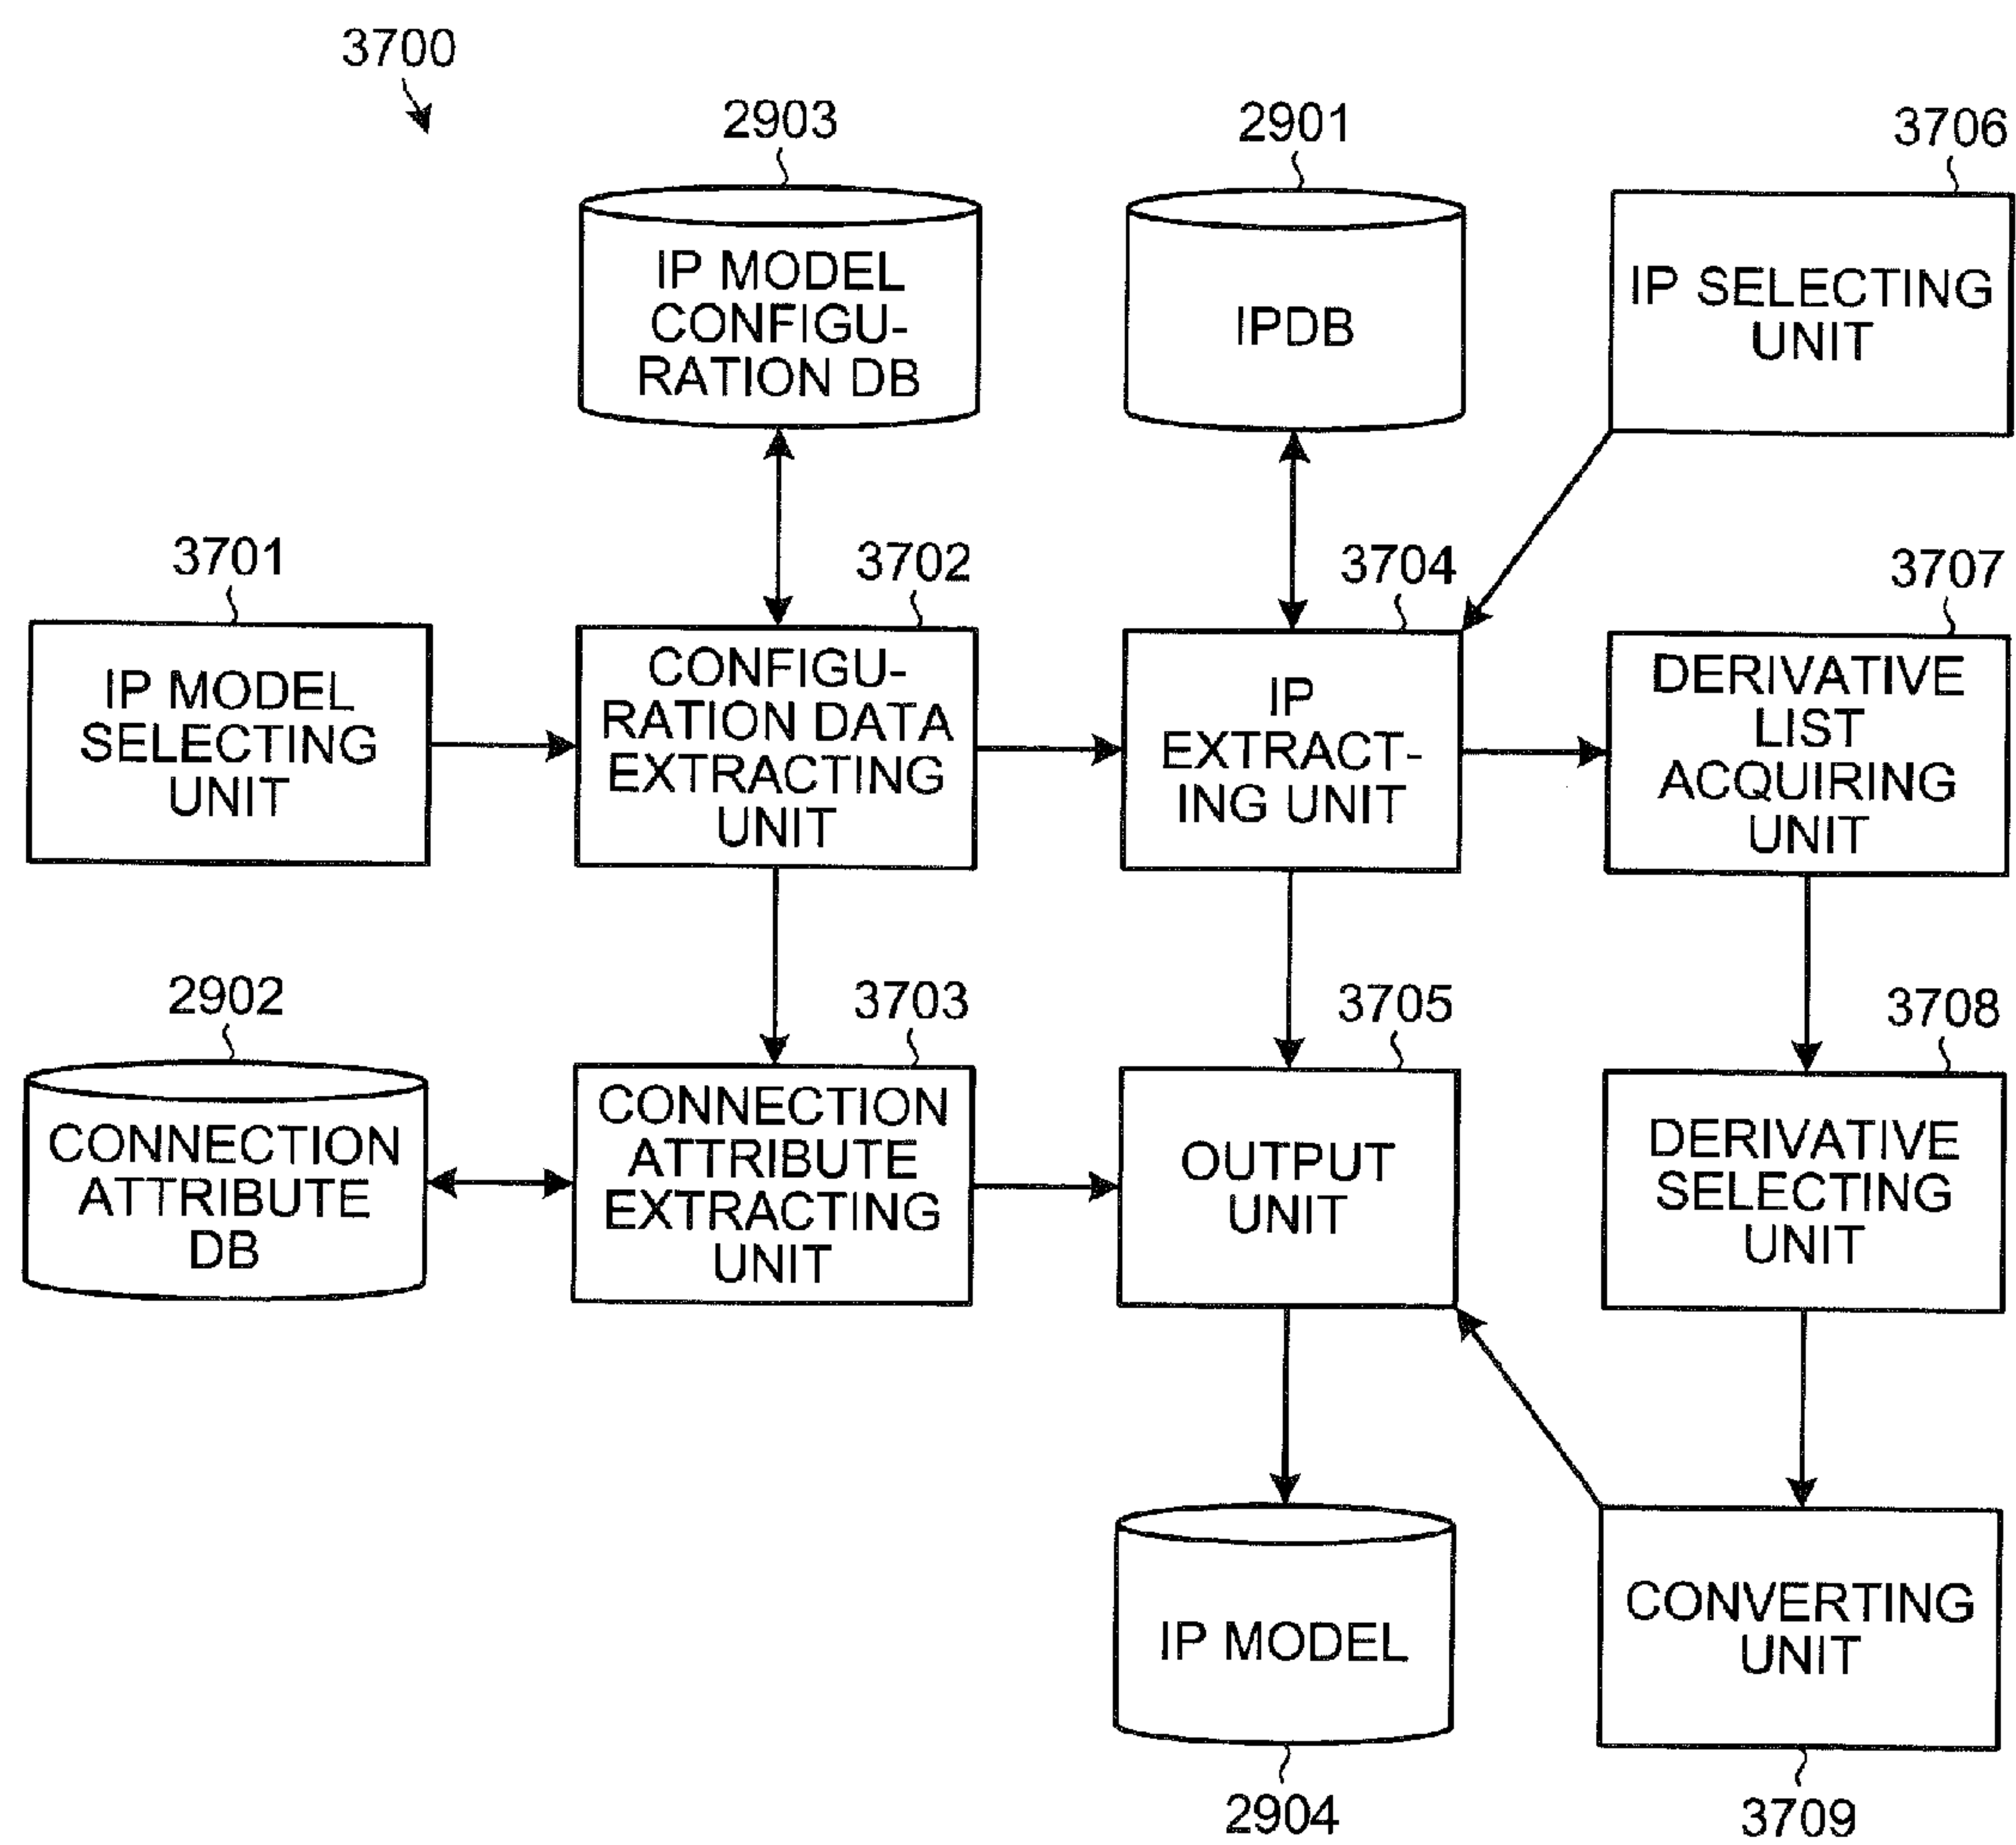 3700
2903
2901
3706
IP MODEL
CONFIGU-
RATION DB
IPDB
IP SELECTING
UNIT
3701
3702
3704
3707
IP MODEL
SELECTING
UNIT
CONFIGU-
RATION DATA
EXTRACTING
UNIT
IP
EXTRACT-
ING UNIT
DERIVATIVE
LIST
ACQUIRING
UNIT
2902
3703
3705
3708
CONNECTION
ATTRIBUTE
DB
CONNECTION
ATTRIBUTE
EXTRACTING
UNIT
OUTPUT
UNIT
DERIVATIVE
SELECTING
UNIT
IP MODEL
CONVERTING
UNIT
2904
3709